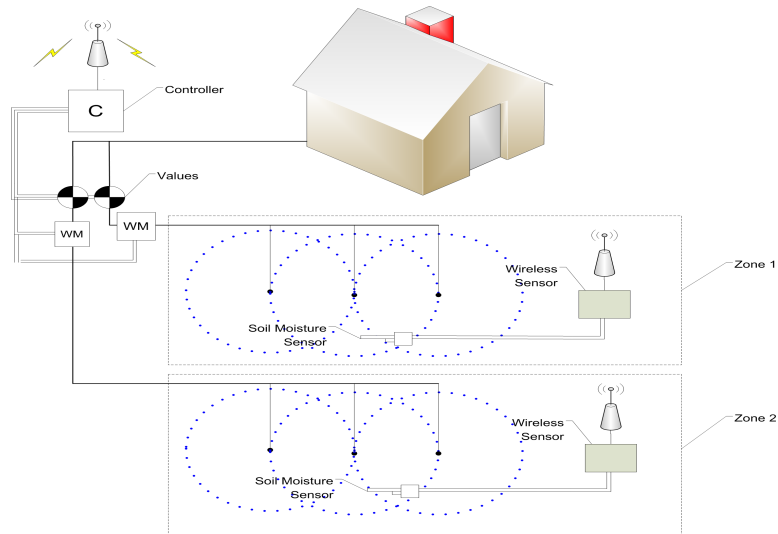 Controller
C
Values
WM
WM
Zone 1
Wireless
Sensor
Soil Moisture
Sensor
Zone 2
Wireless
Sensor
Soil Moisture
Sensor